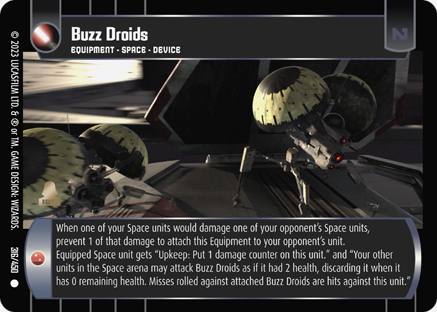 Buzz Droids
EQUIPMENT • SPACE • DEVICE
N
© 2023 LUCASFILM LTD. & ® or TM. GAME DESIGN: WIZARDS.
When one of your Space units would damage one of your opponent's Space units,
prevent 1 of that damage to attach this Equipment to your opponent's unit.
Equipped Space unit gets "Upkeep: Put 1 damage counter on this unit." and "Your other
units in the Space arena may attack Buzz Droids as if it had 2 health, discarding it when it
has 0 remaining health. Misses rolled against attached Buzz Droids are hits against this unit."